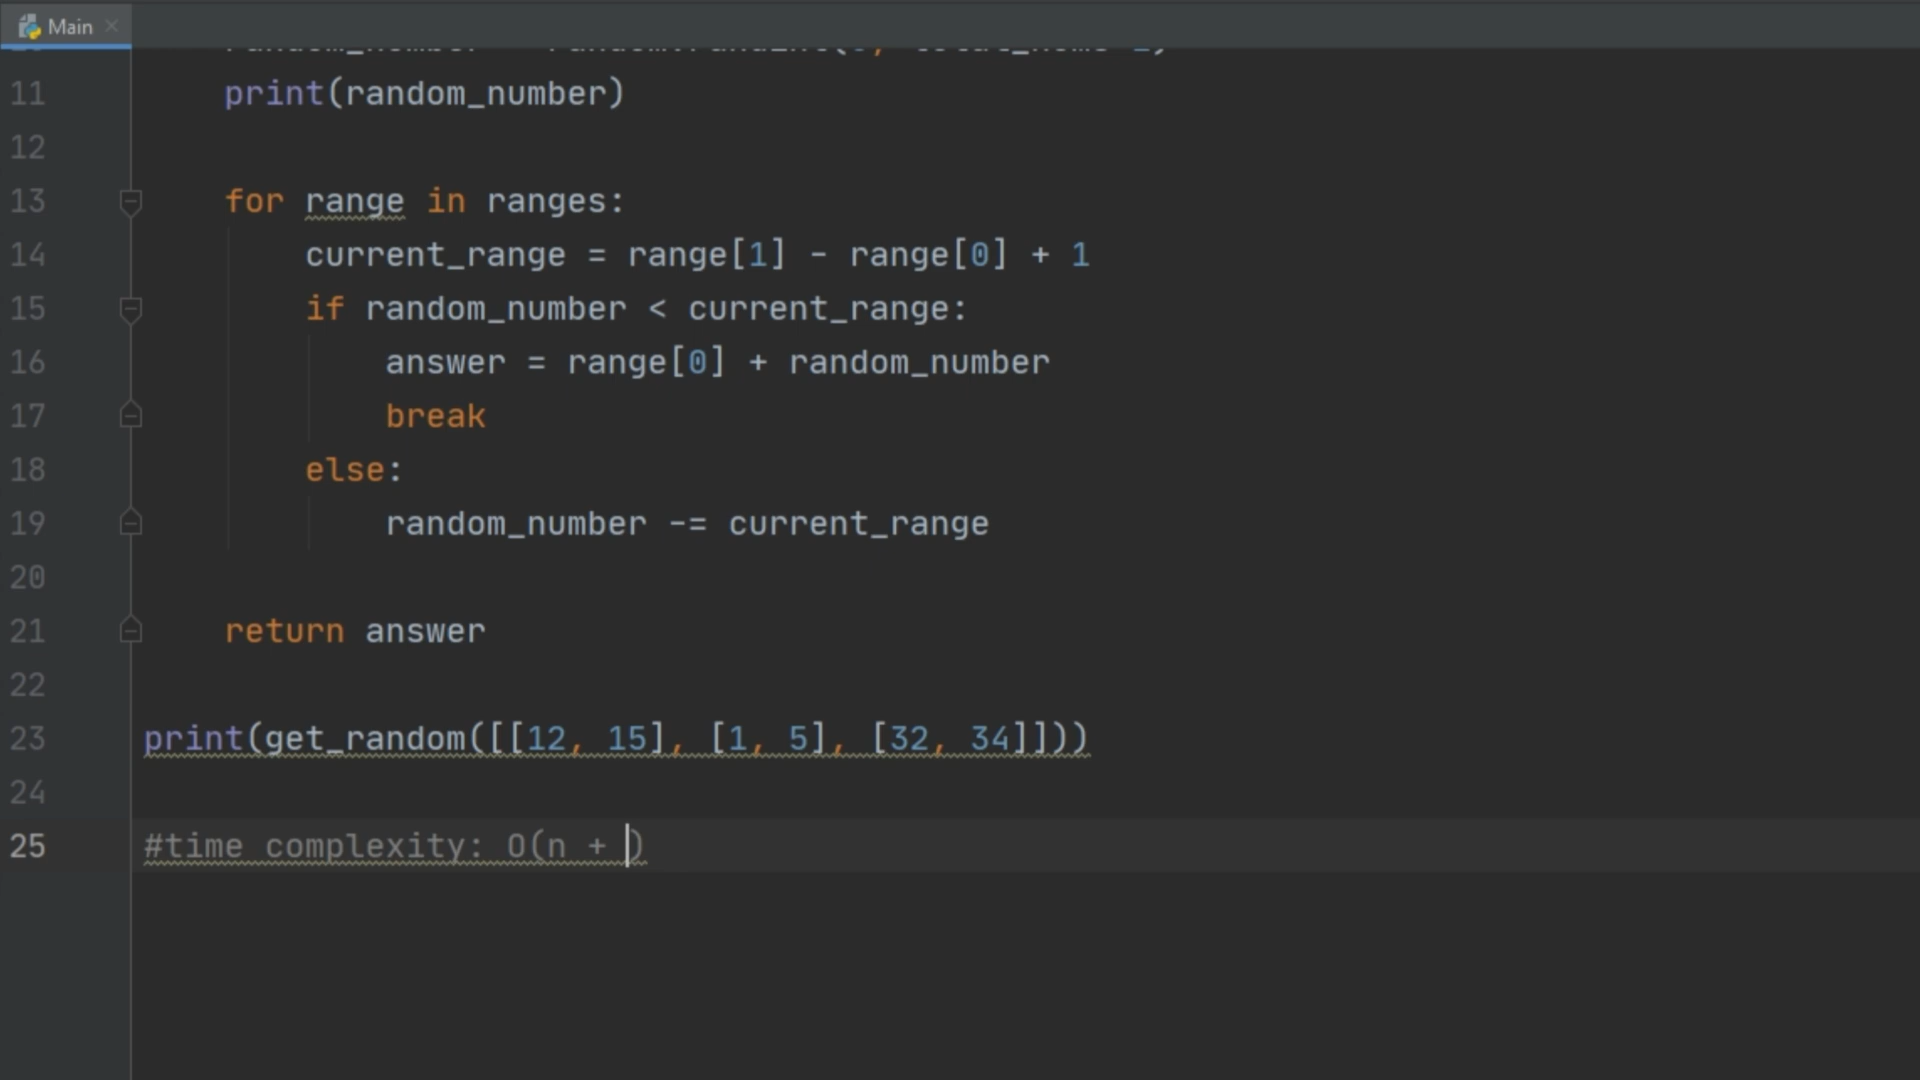 Main
11 print(random_number)
12
13 for range in ranges:
14 current_range = range[1] - range[0] + 1
15 if random_number < current_range:
16 answer = range[0] + random_number
17 break
18 else:
19 random_number -= current_range
20
21 return answer
22
23 print(get_random([[12, 15], [1, 5], [32, 34]]))
24
25 #time complexity: O(n + )